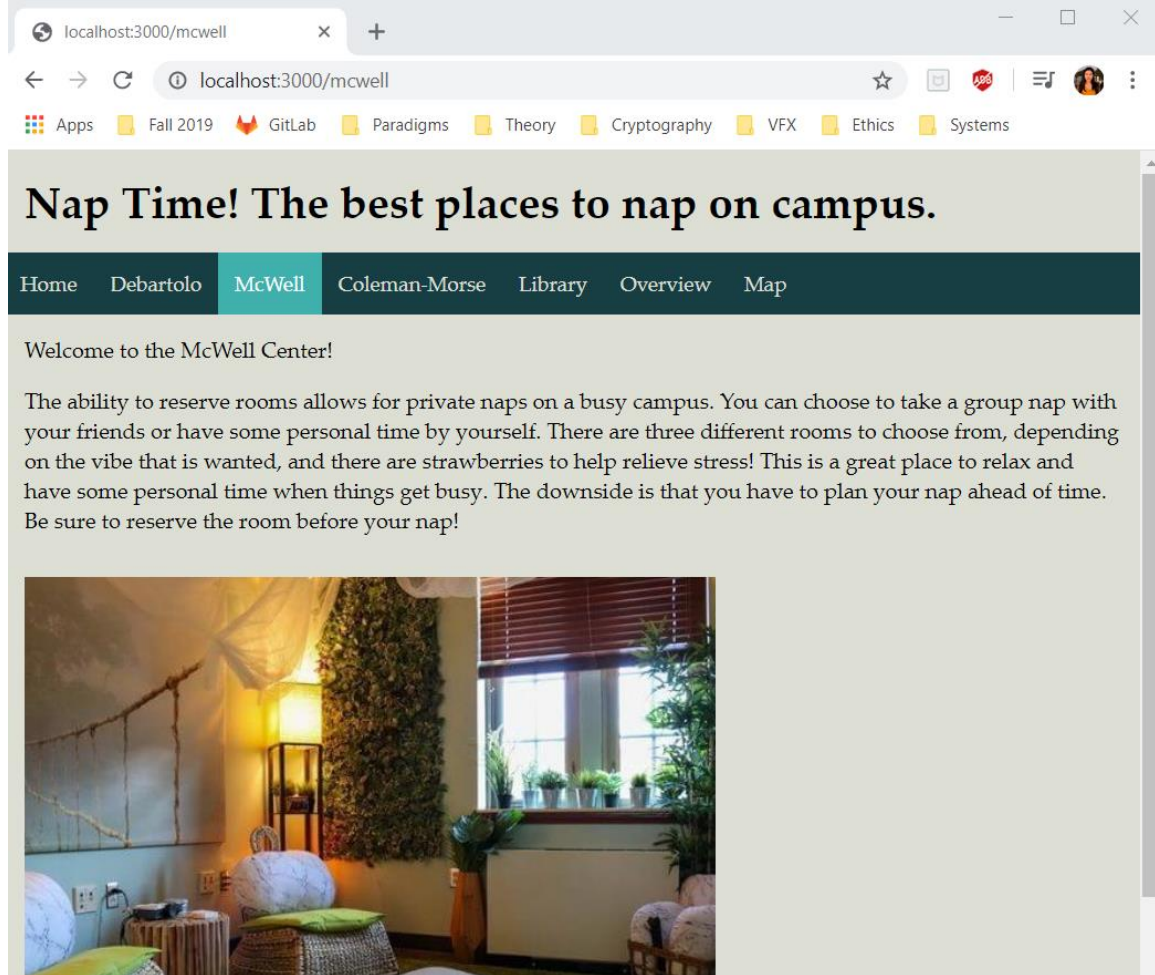 localhost:3000/mcwell
localhost:3000/mcwell
ABP
Apps Fall 2019 GitLab Paradigms Theory Cryptography VFX Ethics Systems
Nap Time! The best places to nap on campus.
Home Debartolo McWell Coleman-Morse Library Overview Map
Welcome to the McWell Center!
The ability to reserve rooms allows for private naps on a busy campus. You can choose to take a group nap with
your friends or have some personal time by yourself. There are three different rooms to choose from, depending
on the vibe that is wanted, and there are strawberries to help relieve stress! This is a great place to relax and
have some personal time when things get busy. The downside is that you have to plan your nap ahead of time.
Be sure to reserve the room before your nap!